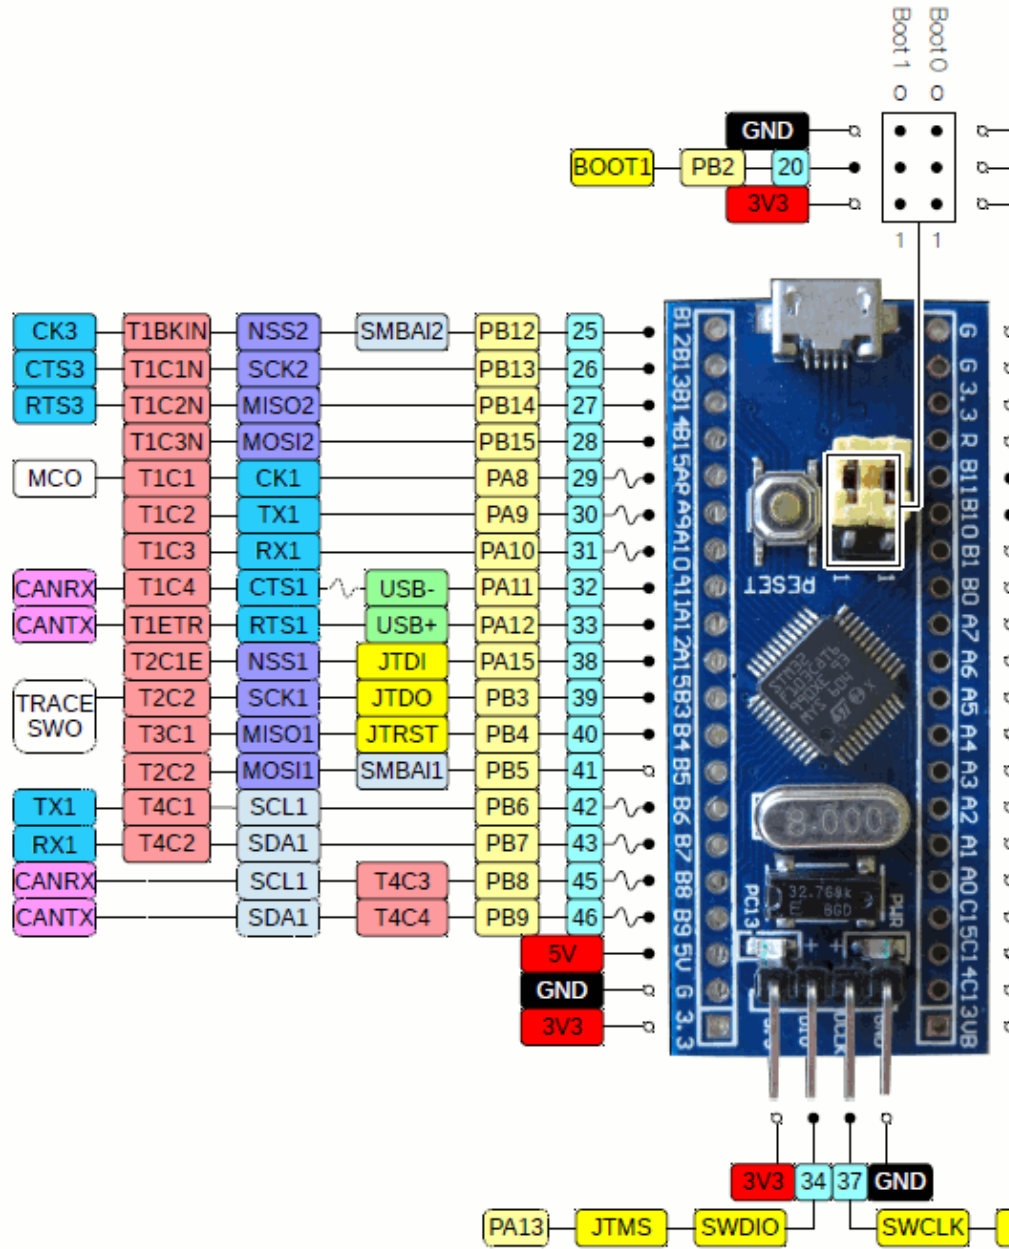 Boot 1 Boot 0
O O
GND
BOOT1 PB2 20
3V3
1 1
CK3 T1BKIN NSS2 SMBAI2 PB12 25
CTS3 T1C1N SCK2 PB13 26
RTS3 T1C2N MISO2 PB14 27
T1C3N MOSI2 PB15 28
MCO T1C1 CK1 PA8 29
T1C2 TX1 PA9 30
T1C3 RX1 PA10 31
CANRX T1C4 CTS1 USB- PA11 32
CANTX T1ETR RTS1 USB+ PA12 33
T2C1E NSS1 JTDI PA15 38
TRACE SWO T2C2 SCK1 JTDO PB3 39
T3C1 MISO1 JTRST PB4 40
T2C2 MOSI1 SMBAI1 PB5 41
TX1 T4C1 SCL1 PB6 42
RX1 T4C2 SDA1 PB7 43
CANRX SCL1 T4C3 PB8 45
CANTX SDA1 T4C4 PB9 46
5V
GND
3V3
B12 B13 B14 B15 A8 A9 A10 A11 A12 A15 B3 B4 B5 B6 B7 B8 B9 5V G 3.3
G G 3.3 R B11 B10 B1 B0 A7 A6 A5 A4 A3 A2 A1 A0 C15 C14 C13 VB
RESET
1 1
STM32
8.000
32.768k
BGD
PC13 PWR
3V3 34 37 GND
PA13 JTMS SWDIO SWCLK